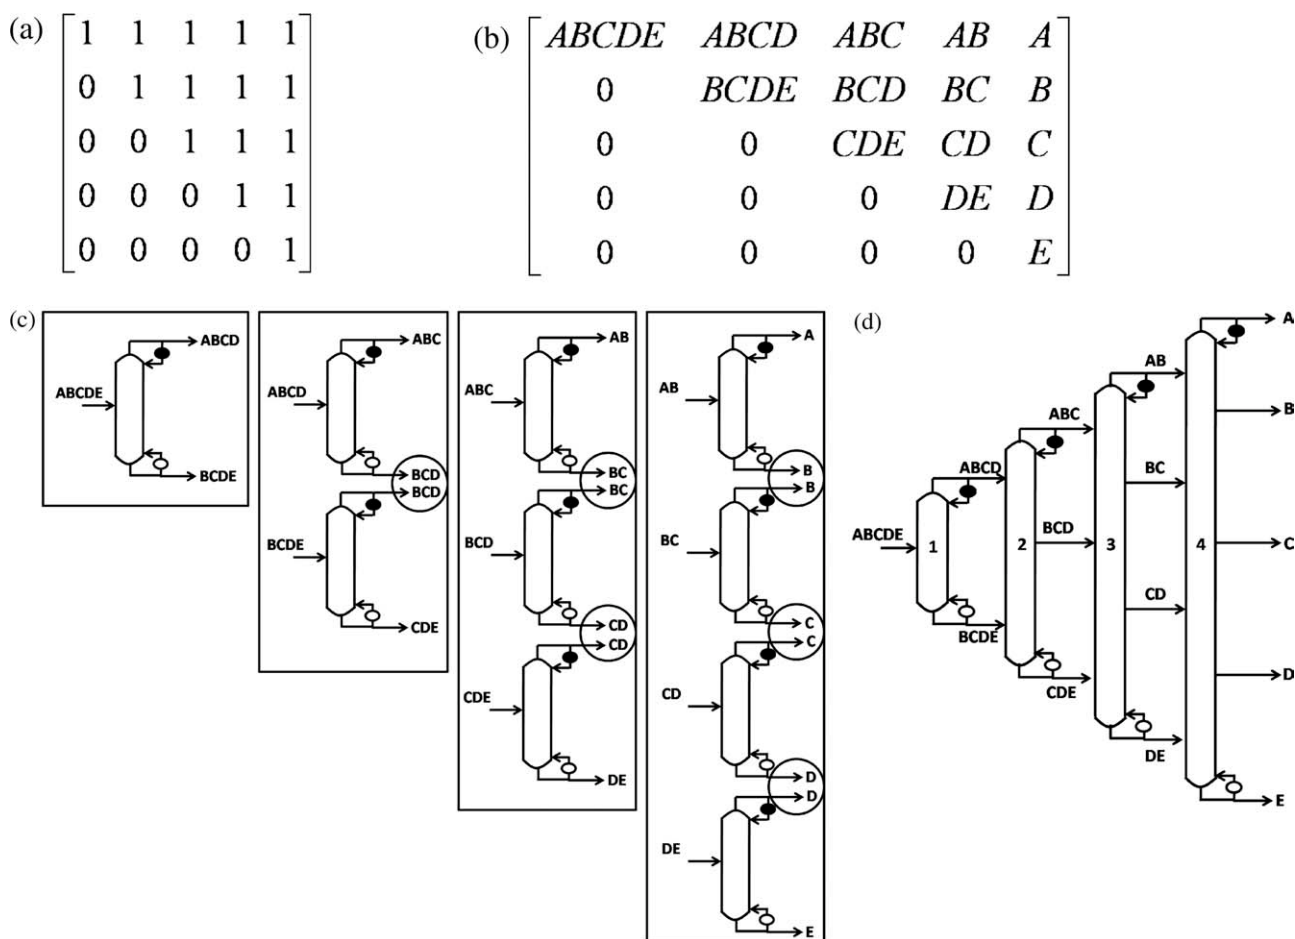 (a)
1 1 1 1 1
0 1 1 1 1
0 0 1 1 1
0 0 0 1 1
0 0 0 0 1
(b)
ABCDE ABCD ABC AB A
0 BCDE BCD BC B
0 0 CDE CD C
0 0 0 DE D
0 0 0 0 E
(c)
ABCD
ABCDE
BCDE
ABC
ABCD
BCD
BCD
BCDE
CDE
AB
ABC
BC
BC
BCD
CD
CD
CDE
DE
A
AB
B
B
BC
C
C
CD
D
D
DE
E
(d)
A
AB
B
ABC
ABCD
BC
ABCDE
1
2
BCD
3
4
C
CD
BCDE
D
CDE
DE
E